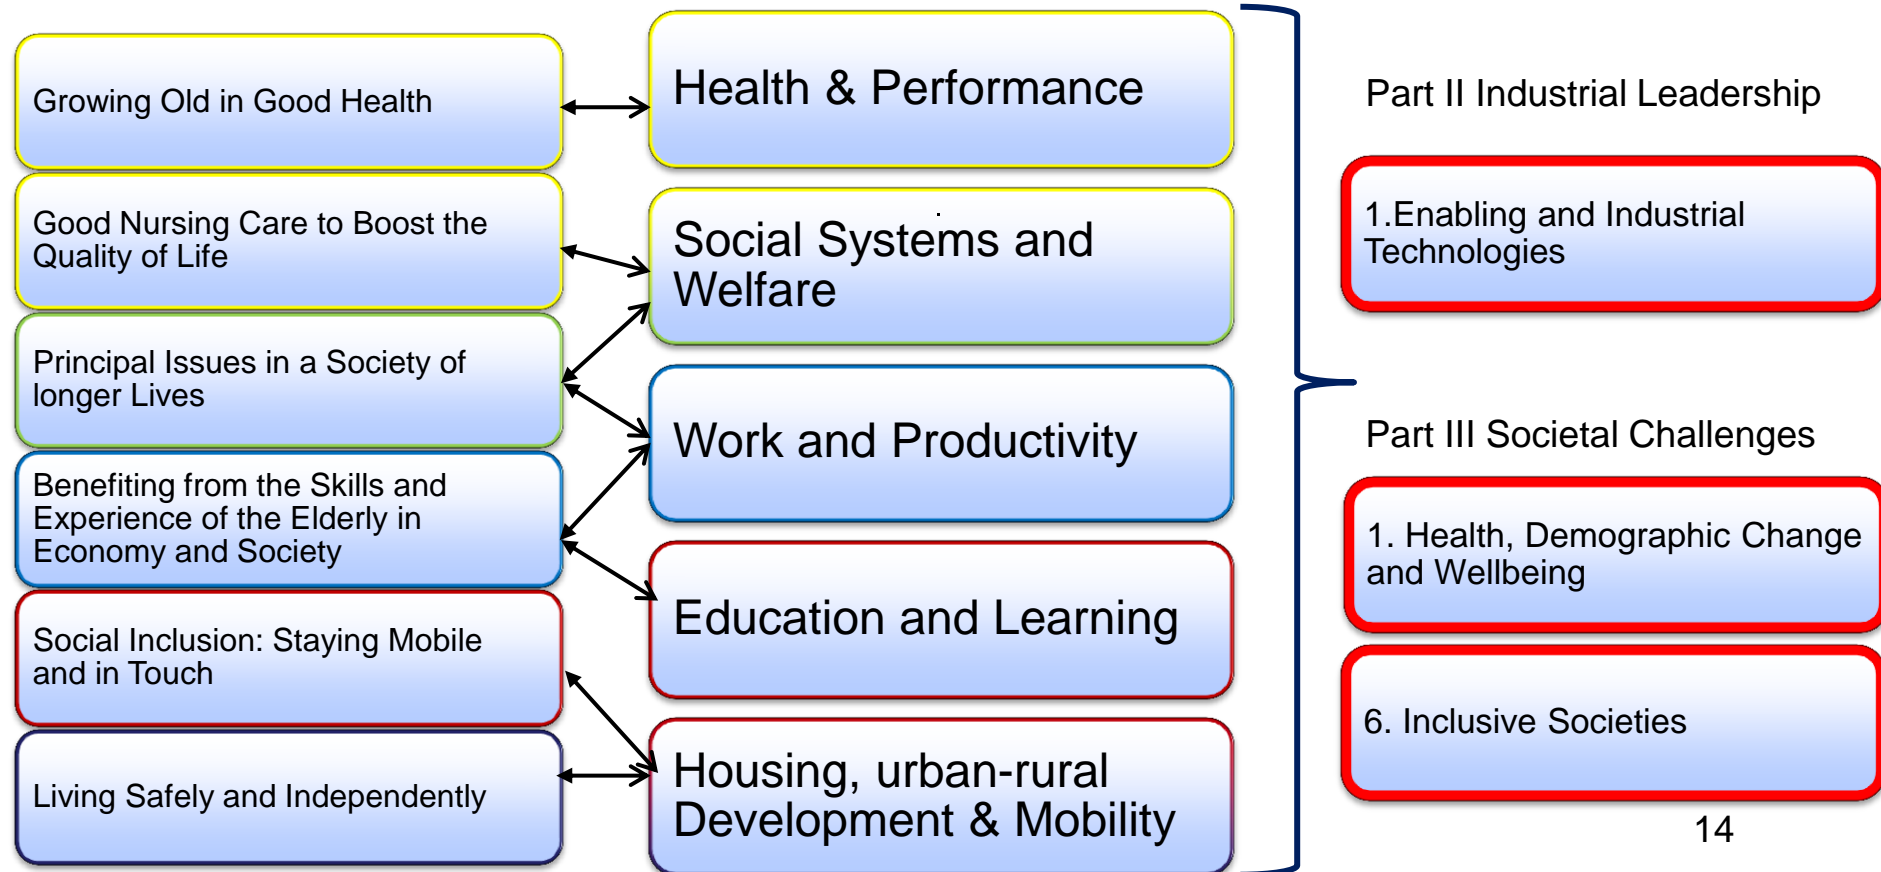 Growing Old in Good Health
Good Nursing Care to Boost the
Quality of Life
Principal Issues in a Society of
longer Lives
Benefiting from the Skills and
Experience of the Elderly in
Economy and Society
Social Inclusion: Staying Mobile
and in Touch
Living Safely and Independently
Health & Performance
Social Systems and
Welfare
Work and Productivity
Education and Learning
Housing, urban-rural
Development & Mobility
Part II Industrial Leadership
1.Enabling and Industrial
Technologies
Part III Societal Challenges
1. Health, Demographic Change
and Wellbeing
6. Inclusive Societies
14